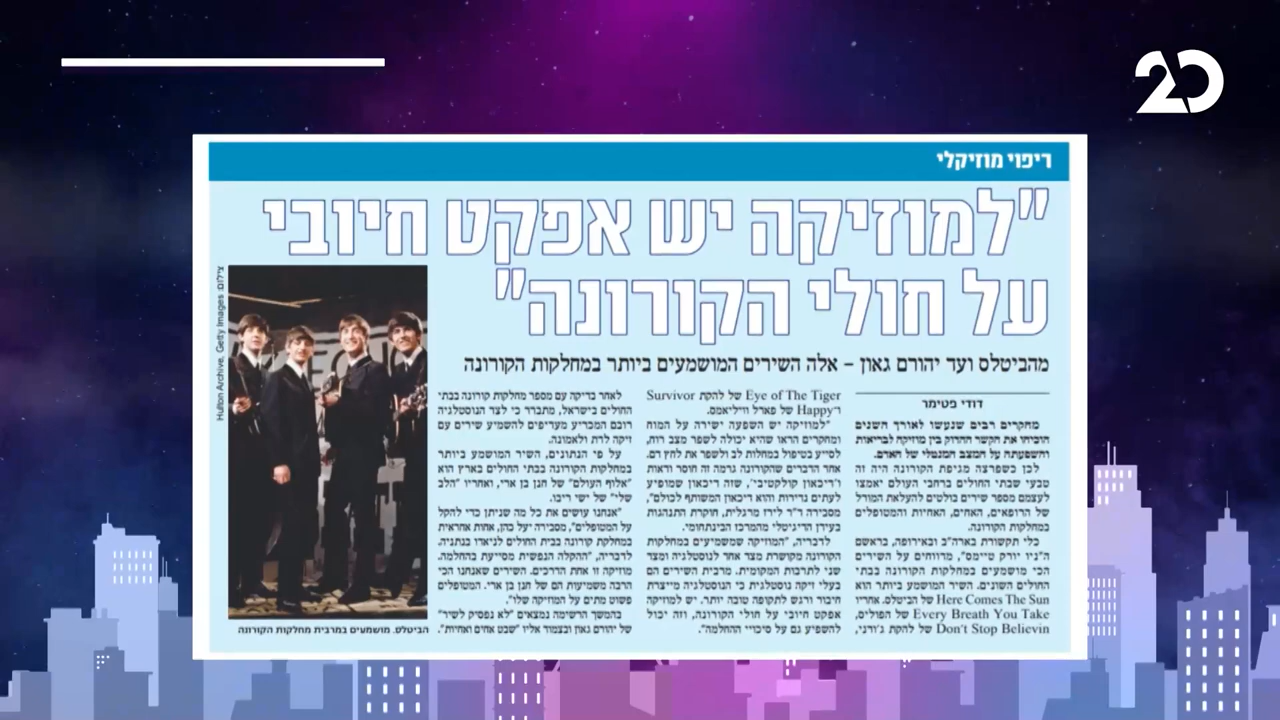 20
ריפוי מוזיקלי
"למוזיקה יש אפקט חיובי
על חולי הקורונה"
מהביטלס ועד יהורם גאון – אלה השירים המושמעים ביותר במחלקות הקורונה
דודי פטימר
מחקרים רבים שנעשו לאורך השנים
הוכיחו את הקשר ההדוק בין מוזיקה לבריאות
והשפעתה על המצב המנטלי של האדם.
לכן כשפרצה מגיפת הקורונה היה זה
טבעי שבתי החולים ברחבי העולם יאמצו
לעצמם מספר שירים בולטים להעלאת המורל
של הרופאים, האחים, האחיות והמטופלים
במחלקות הקורונה.
כלי תקשורת בארה"ב ובאירופה, בראשם
ה"ניו יורק טיימס", מדווחים על השירים
הכי מושמעים במחלקות הקורונה בבתי
החולים השונים. השיר המושמע ביותר הוא
Here Comes The Sun של הביטלס. אחריו
Every Breath You Take של הפוליס,
Don't Stop Believin של להקת ג'ורני,
Eye of The Tiger של להקת Survivor
ו־Happy של פארל וויליאמס.
"למוזיקה יש השפעה ישירה על המוח
ומחקרים הראו שהיא יכולה לשפר מצב רוח,
לסייע בטיפול במחלות לב ולשפר את לחץ דם.
אחד הדברים שהקורונה גרמה זה חוסר ודאות
ו'דיכאון קולקטיבי', שזה דיכאון שמופיע
לעתים נדירות והוא דיכאון המשותף לכולם",
מסבירה ד"ר לירז מרגלית, חוקרת התנהגות
בעידן הדיגיטלי מהמרכז הבינתחומי.
לדבריה, "המוזיקה שמשמיעים במחלקות
הקורונה מקושרת מצד אחד לנוסטלגיה ומצד
שני לתרבות המקומית. מרבית השירים הם
בעלי זיקה נוסטלגית כי הנוסטלגיה מייצרת
חיבור ורגש לתקופה טובה יותר. יש למוזיקה
אפקט חיובי על חולי הקורונה, וזה יכול
להשפיע גם על סיכויי ההחלמה".
לאחר בדיקה עם מספר מחלקות קורונה בבתי
החולים בישראל, מתברר כי לצד הנוסטלגיה
רובם המכריע מעדיפים להשמיע שירים עם
זיקה לדת ולאמונה.
על פי הנתונים, השיר המושמע ביותר
במחלקות הקורונה בבתי החולים בארץ הוא
"אלוף העולם" של חנן בן ארי, ואחריו "הלב
שלי" של ישי ריבו.
"אנחנו עושים את כל מה שניתן כדי להקל
על המטופלים", מסבירה יעל כהן, אחות אחראית
במחלקת קורונה בבית החולים לניאדו בנתניה.
לדבריה, "ההקלה הנפשית מסייעת בהחלמה.
מוזיקה זו אחת הדרכים. השירים שאנחנו הכי
הרבה משמיעות הם של חנן בן ארי. המטופלים
פשוט מתים על המוזיקה שלו".
בהמשך הרשימה נמצאים "לא נפסיק לשיר"
של יהורם גאון ובצמוד אליו "שבט אחים ואחיות".
צילום: Hulton Archive, Getty Images
הביטלס. מושמעים במרבית מחלקות הקורונה